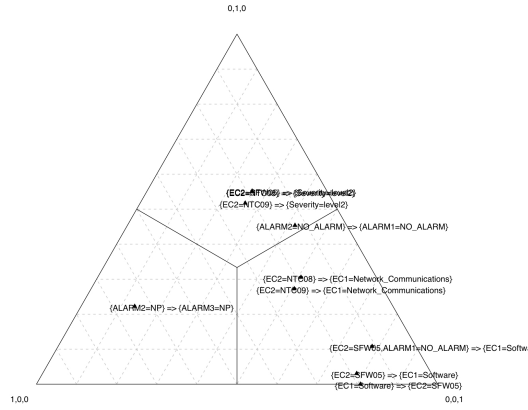 0,1,0
=> {Severity=level2}
{EC2=NTC09} => {Severity=level2}
{ALARM2=NO_ALARM} => {ALARM1=NO_ALARM}
{EC2=NTC08} => {EC1=Network_Communications}
{EC2=NTC09} => {EC1=Network_Communications}
{ALARM2=NP} => {ALARM3=NP}
{EC2=SFW05,ALARM1=NO_ALARM} => {EC1=Softwa
{EC2=SFW05} => {EC1=Software}
{EC1=Software} => {EC2=SFW05}
1,0,0
0,0,1